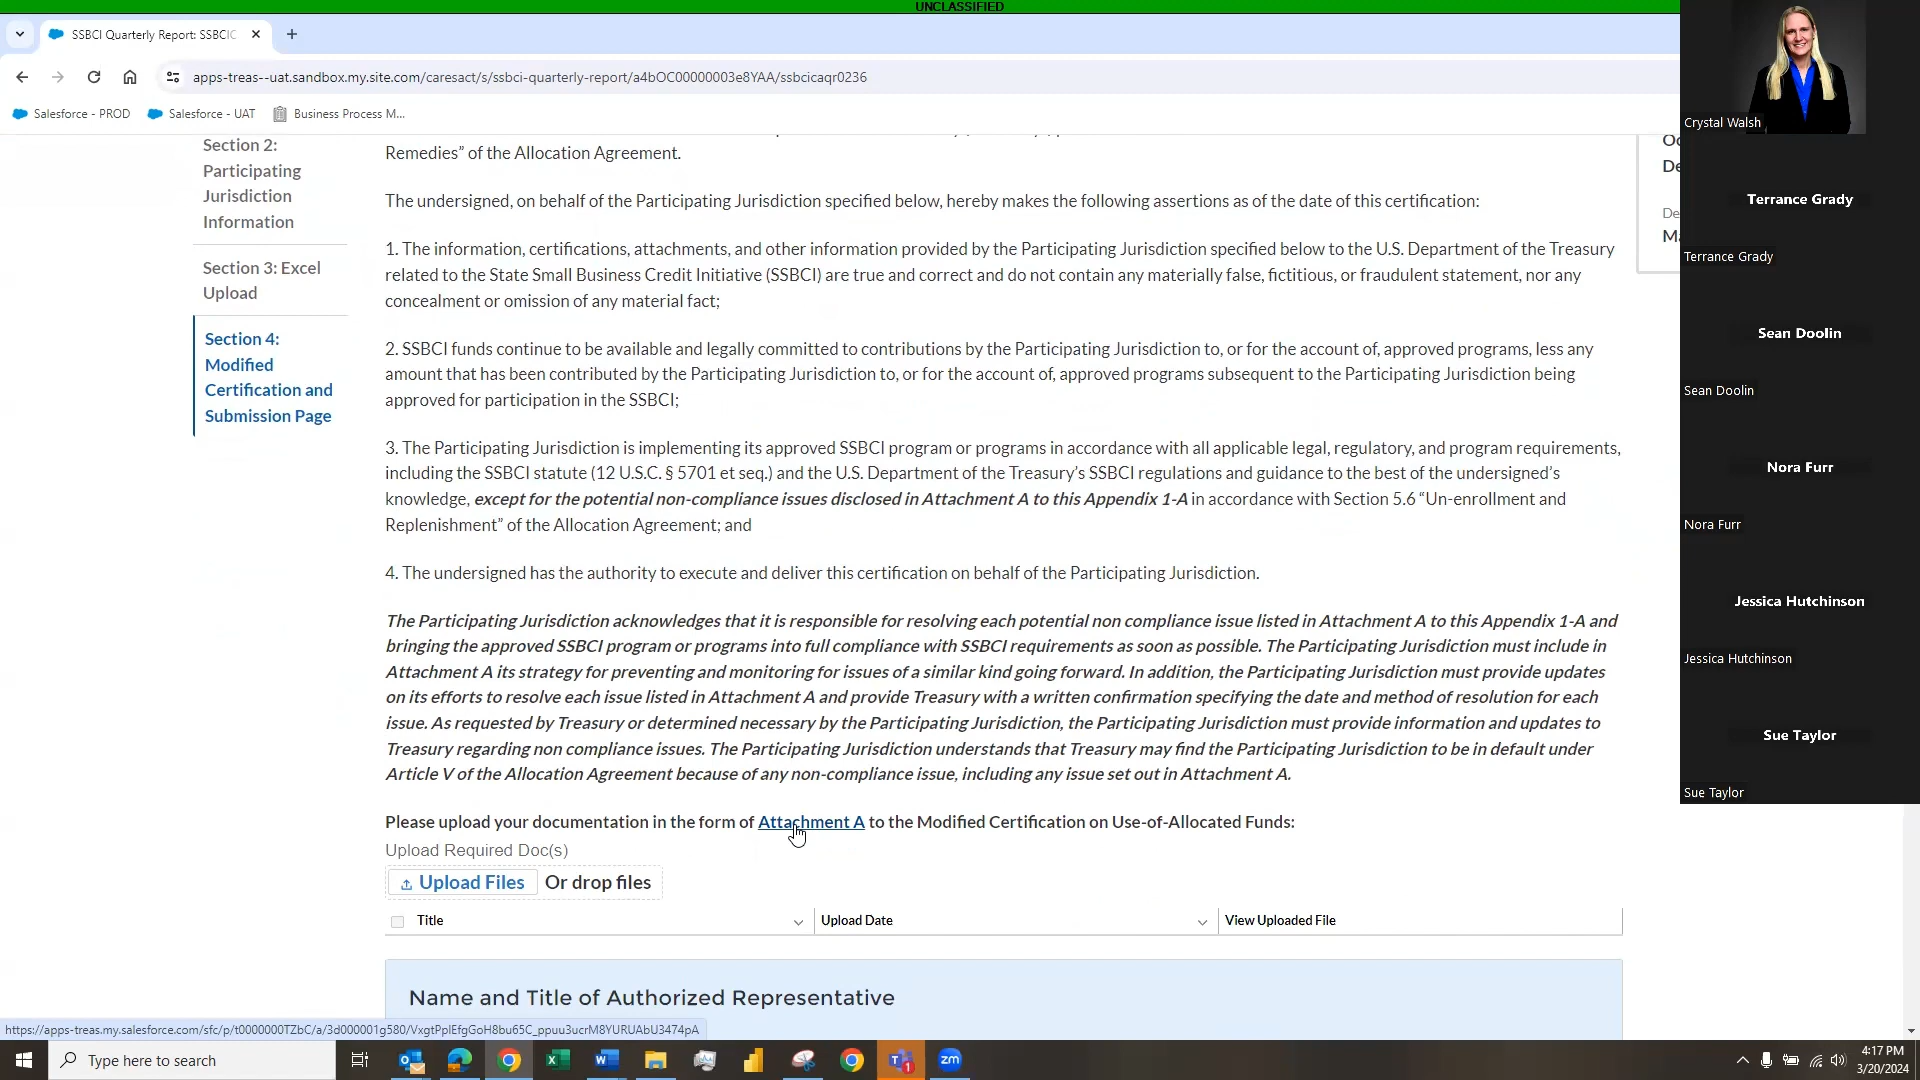 UNCLASSIFIED
SSBCI Quarterly Report: SSBCIC
apps-treas--uat.sandbox.my.site.com/caresact/s/ssbci-quarterly-report/a4bOC00000003e8YAA/ssbcicaqr0236
Salesforce - PROD
Salesforce - UAT
Business Process M...
Section 2:
Participating
Jurisdiction
Information
Section 3: Excel
Upload
Section 4:
Modified
Certification and
Submission Page
Remedies” of the Allocation Agreement.
The undersigned, on behalf of the Participating Jurisdiction specified below, hereby makes the following assertions as of the date of this certification:
1. The information, certifications, attachments, and other information provided by the Participating Jurisdiction specified below to the U.S. Department of the Treasury
related to the State Small Business Credit Initiative (SSBCI) are true and correct and do not contain any materially false, fictitious, or fraudulent statement, nor any
concealment or omission of any material fact;
2. SSBCI funds continue to be available and legally committed to contributions by the Participating Jurisdiction to, or for the account of, approved programs, less any
amount that has been contributed by the Participating Jurisdiction to, or for the account of, approved programs subsequent to the Participating Jurisdiction being
approved for participation in the SSBCI;
3. The Participating Jurisdiction is implementing its approved SSBCI program or programs in accordance with all applicable legal, regulatory, and program requirements,
including the SSBCI statute (12 U.S.C. § 5701 et seq.) and the U.S. Department of the Treasury’s SSBCI regulations and guidance to the best of the undersigned’s
knowledge, except for the potential non-compliance issues disclosed in Attachment A to this Appendix 1-A in accordance with Section 5.6 “Un-enrollment and
Replenishment” of the Allocation Agreement; and
4. The undersigned has the authority to execute and deliver this certification on behalf of the Participating Jurisdiction.
The Participating Jurisdiction acknowledges that it is responsible for resolving each potential non compliance issue listed in Attachment A to this Appendix 1-A and
bringing the approved SSBCI program or programs into full compliance with SSBCI requirements as soon as possible. The Participating Jurisdiction must include in
Attachment A its strategy for preventing and monitoring for issues of a similar kind going forward. In addition, the Participating Jurisdiction must provide updates
on its efforts to resolve each issue listed in Attachment A and provide Treasury with a written confirmation specifying the date and method of resolution for each
issue. As requested by Treasury or determined necessary by the Participating Jurisdiction, the Participating Jurisdiction must provide information and updates to
Treasury regarding non compliance issues. The Participating Jurisdiction understands that Treasury may find the Participating Jurisdiction to be in default under
Article V of the Allocation Agreement because of any non-compliance issue, including any issue set out in Attachment A.
Please upload your documentation in the form of Attachment A to the Modified Certification on Use-of-Allocated Funds:
Upload Required Doc(s)
Upload Files Or drop files
Title Upload Date View Uploaded File
Name and Title of Authorized Representative
https://apps-treas.my.salesforce.com/sfc/p/t0000000TZbC/a/3d000001g580/VxgtPplEfgGoH8bu65C_ppuu3ucrM8YURUAbU3474pA
Oc
De
De
Ma
Crystal Walsh
Terrance Grady
Terrance Grady
Sean Doolin
Sean Doolin
Nora Furr
Nora Furr
Jessica Hutchinson
Jessica Hutchinson
Sue Taylor
Sue Taylor
Type here to search
zm
4:17 PM
3/20/2024